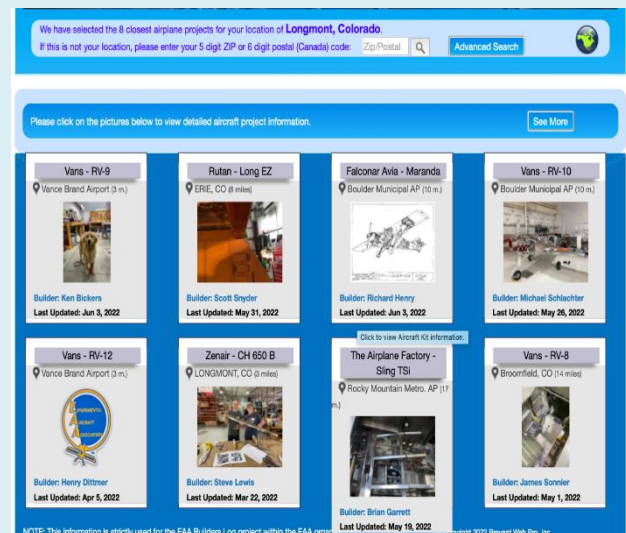 We have selected the 8 closest airplane projects for your location of Longmont, Colorado.
If this is not your location, please enter your 5 digit ZIP or 6 digit postal (Canada) code: Zip/Postal Advanced Search
Please click on the pictures below to view detailed aircraft project information. See More
Vans - RV-9
Vance Brand Airport (3 m.)
Builder: Ken Bickers
Last Updated: Jun 3, 2022
Rutan - Long EZ
ERIE, CO (8 miles)
Builder: Scott Snyder
Last Updated: May 31, 2022
Falconar Avia - Maranda
Boulder Municipal AP (10 m.)
Builder: Richard Henry
Last Updated: Jun 3, 2022
Vans - RV-10
Boulder Municipal AP (10 m.)
Builder: Michael Schlachter
Last Updated: May 26, 2022
Click to view Aircraft Kit information.
Vans - RV-12
Vance Brand Airport (3 m.)
EXPERIMENTAL
AIRCRAFT
ASSOCIATION
Builder: Henry Dittmer
Last Updated: Apr 5, 2022
Zenair - CH 650 B
LONGMONT, CO (3 miles)
Builder: Steve Lewis
Last Updated: Mar 22, 2022
The Airplane Factory -
Sling TSi
Rocky Mountain Metro. AP (17
m.)
Builder: Brian Garrett
Last Updated: May 19, 2022
Vans - RV-8
Broomfield, CO (14 miles)
Builder: James Sonnier
Last Updated: May 1, 2022
NOTE: This information is strictly used for the EAA Builders Log project within the EAA